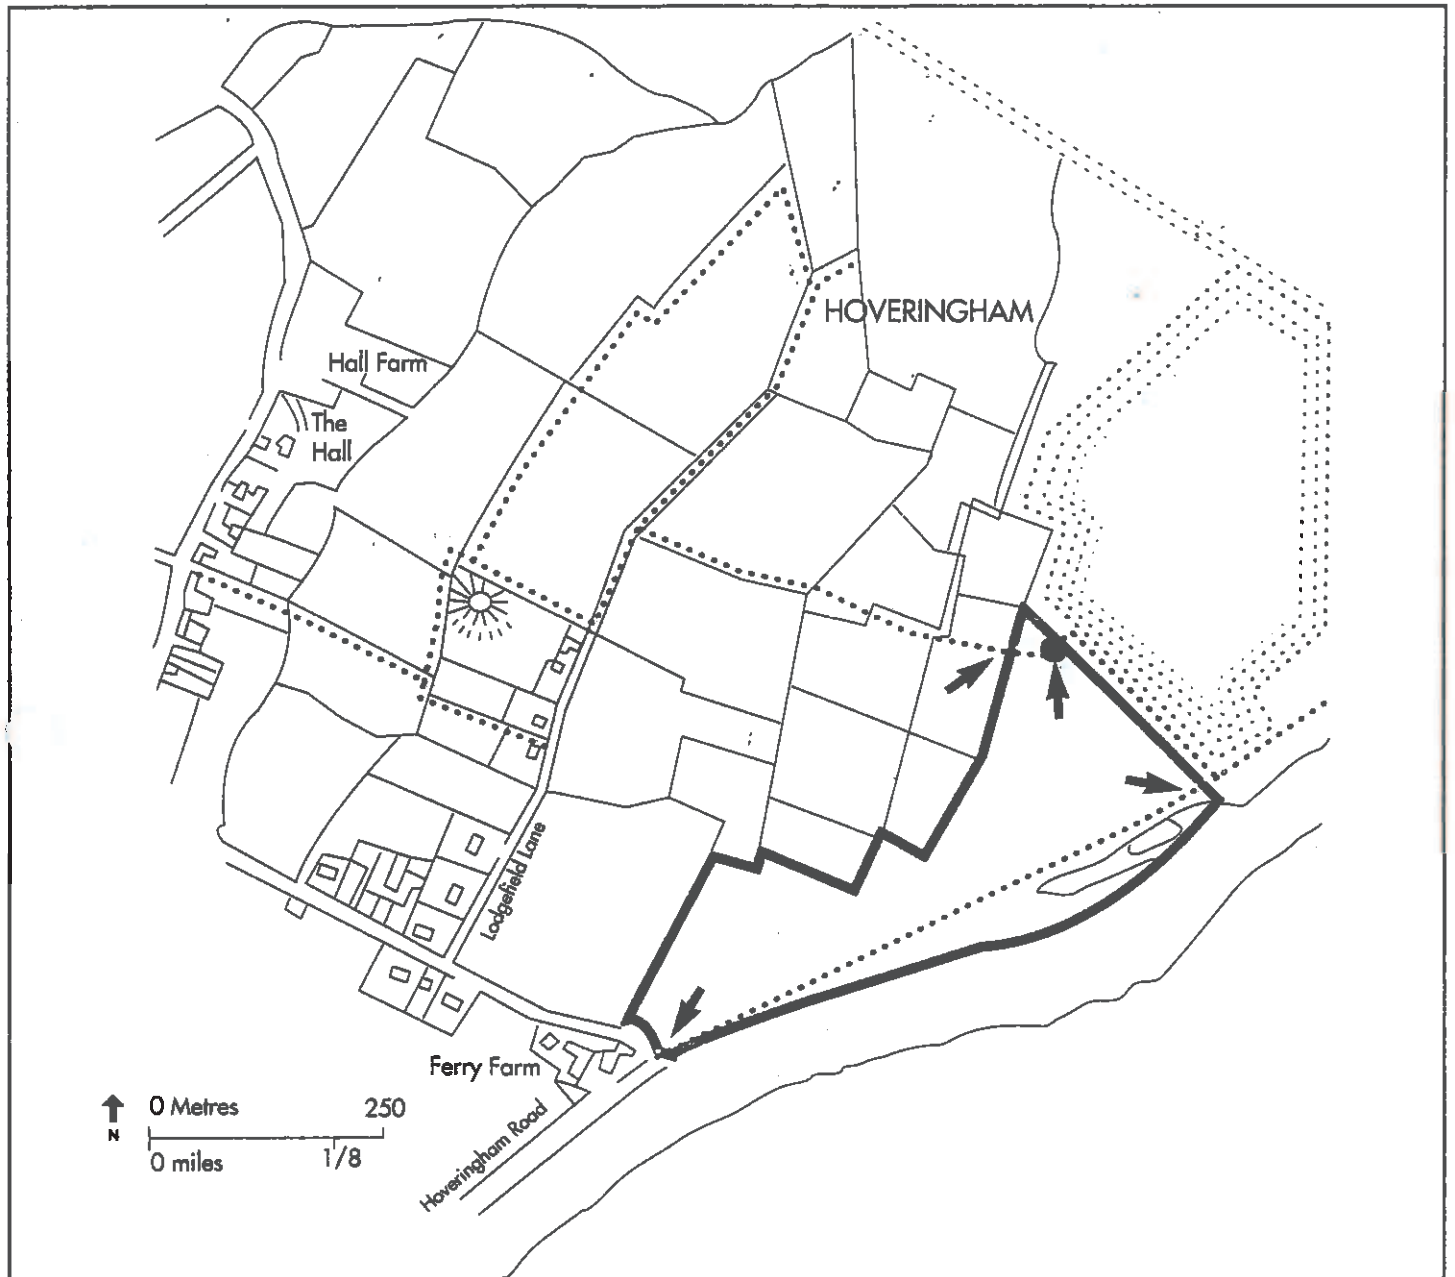 HOVERINGHAM
Hall Farm
The
Hall
Lodgefield Lane
Ferry Farm
Hoveringham Road
0 Metres 250
N
0 miles 1/8